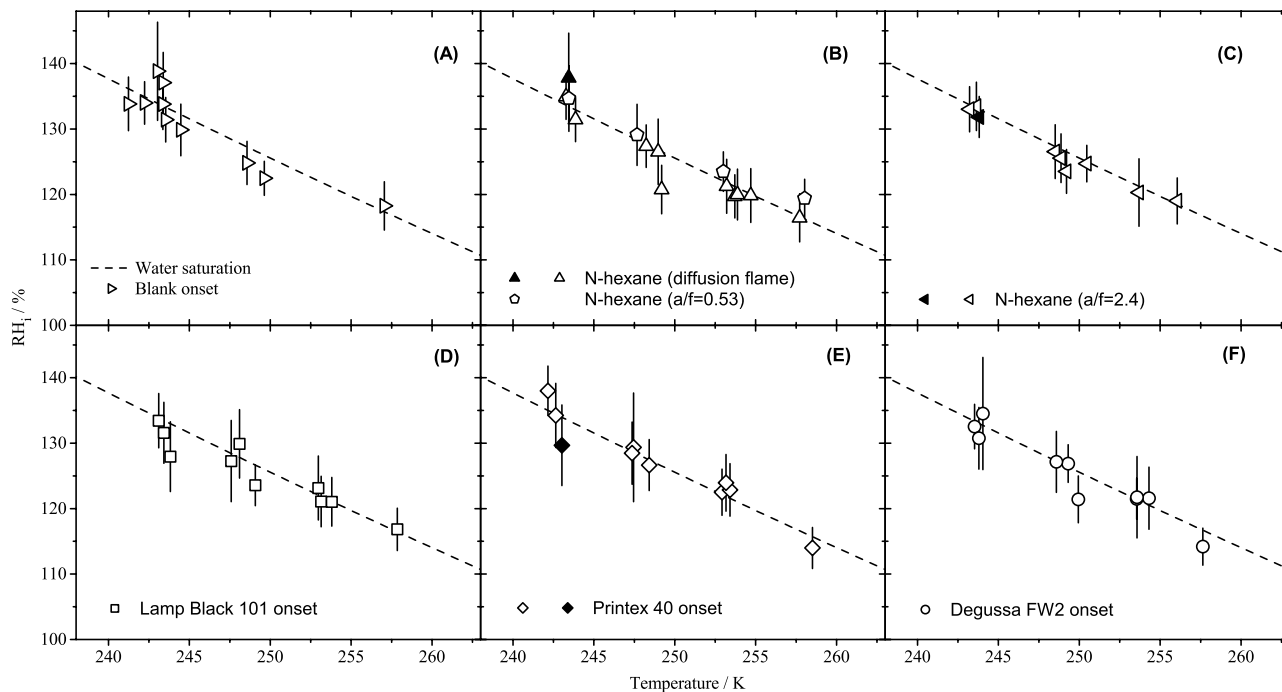 (A)
(B)
(C)
140
130
120
110
100
Water saturation
Blank onset
N-hexane (diffusion flame)
N-hexane (a/f=0.53)
N-hexane (a/f=2.4)
RHi / %
(D)
(E)
(F)
140
130
120
110
100
Lamp Black 101 onset
Printex 40 onset
Degussa FW2 onset
240 245 250 255 260
240 245 250 255 260
240 245 250 255 260
Temperature / K